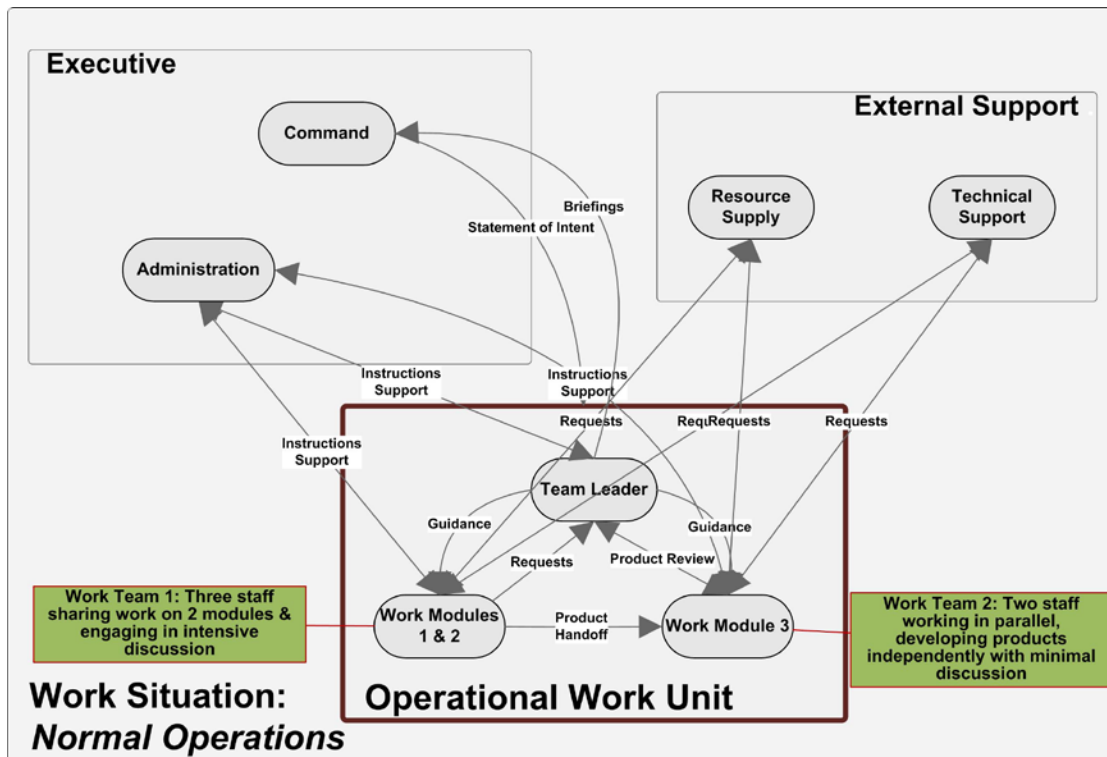 Executive
External Support
Command
Resource
Supply
Technical
Support
Briefings
Statement of Intent
Administration
Instructions
Support
Instructions
Support
Requests
Requests
Requests
Instructions
Support
Team Leader
Guidance
Guidance
Requests
Product Review
Work Team 1: Three staff
sharing work on 2 modules &
engaging in intensive
discussion
Work Modules
1 & 2
Product
Handoff
Work Module 3
Work Team 2: Two staff
working in parallel,
developing products
independently with minimal
discussion
Work Situation:
Normal Operations
Operational Work Unit